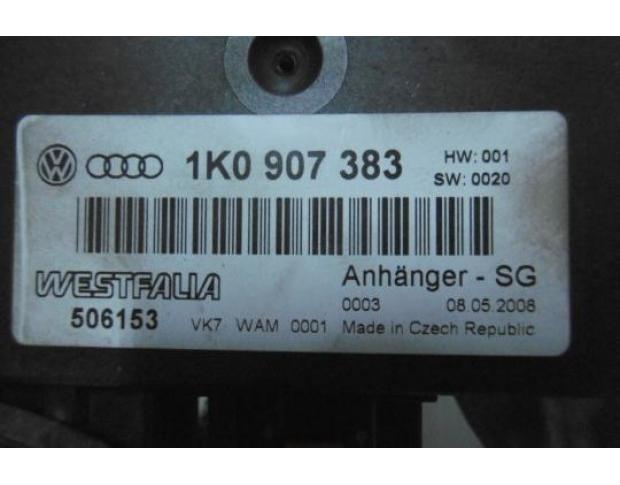 1K0 907 383 HW: 001
SW: 0020
WESTFALIA
Anhänger - SG
506153 VK7 WAM 0001
0003 08.05.2008
Made in Czech Republic